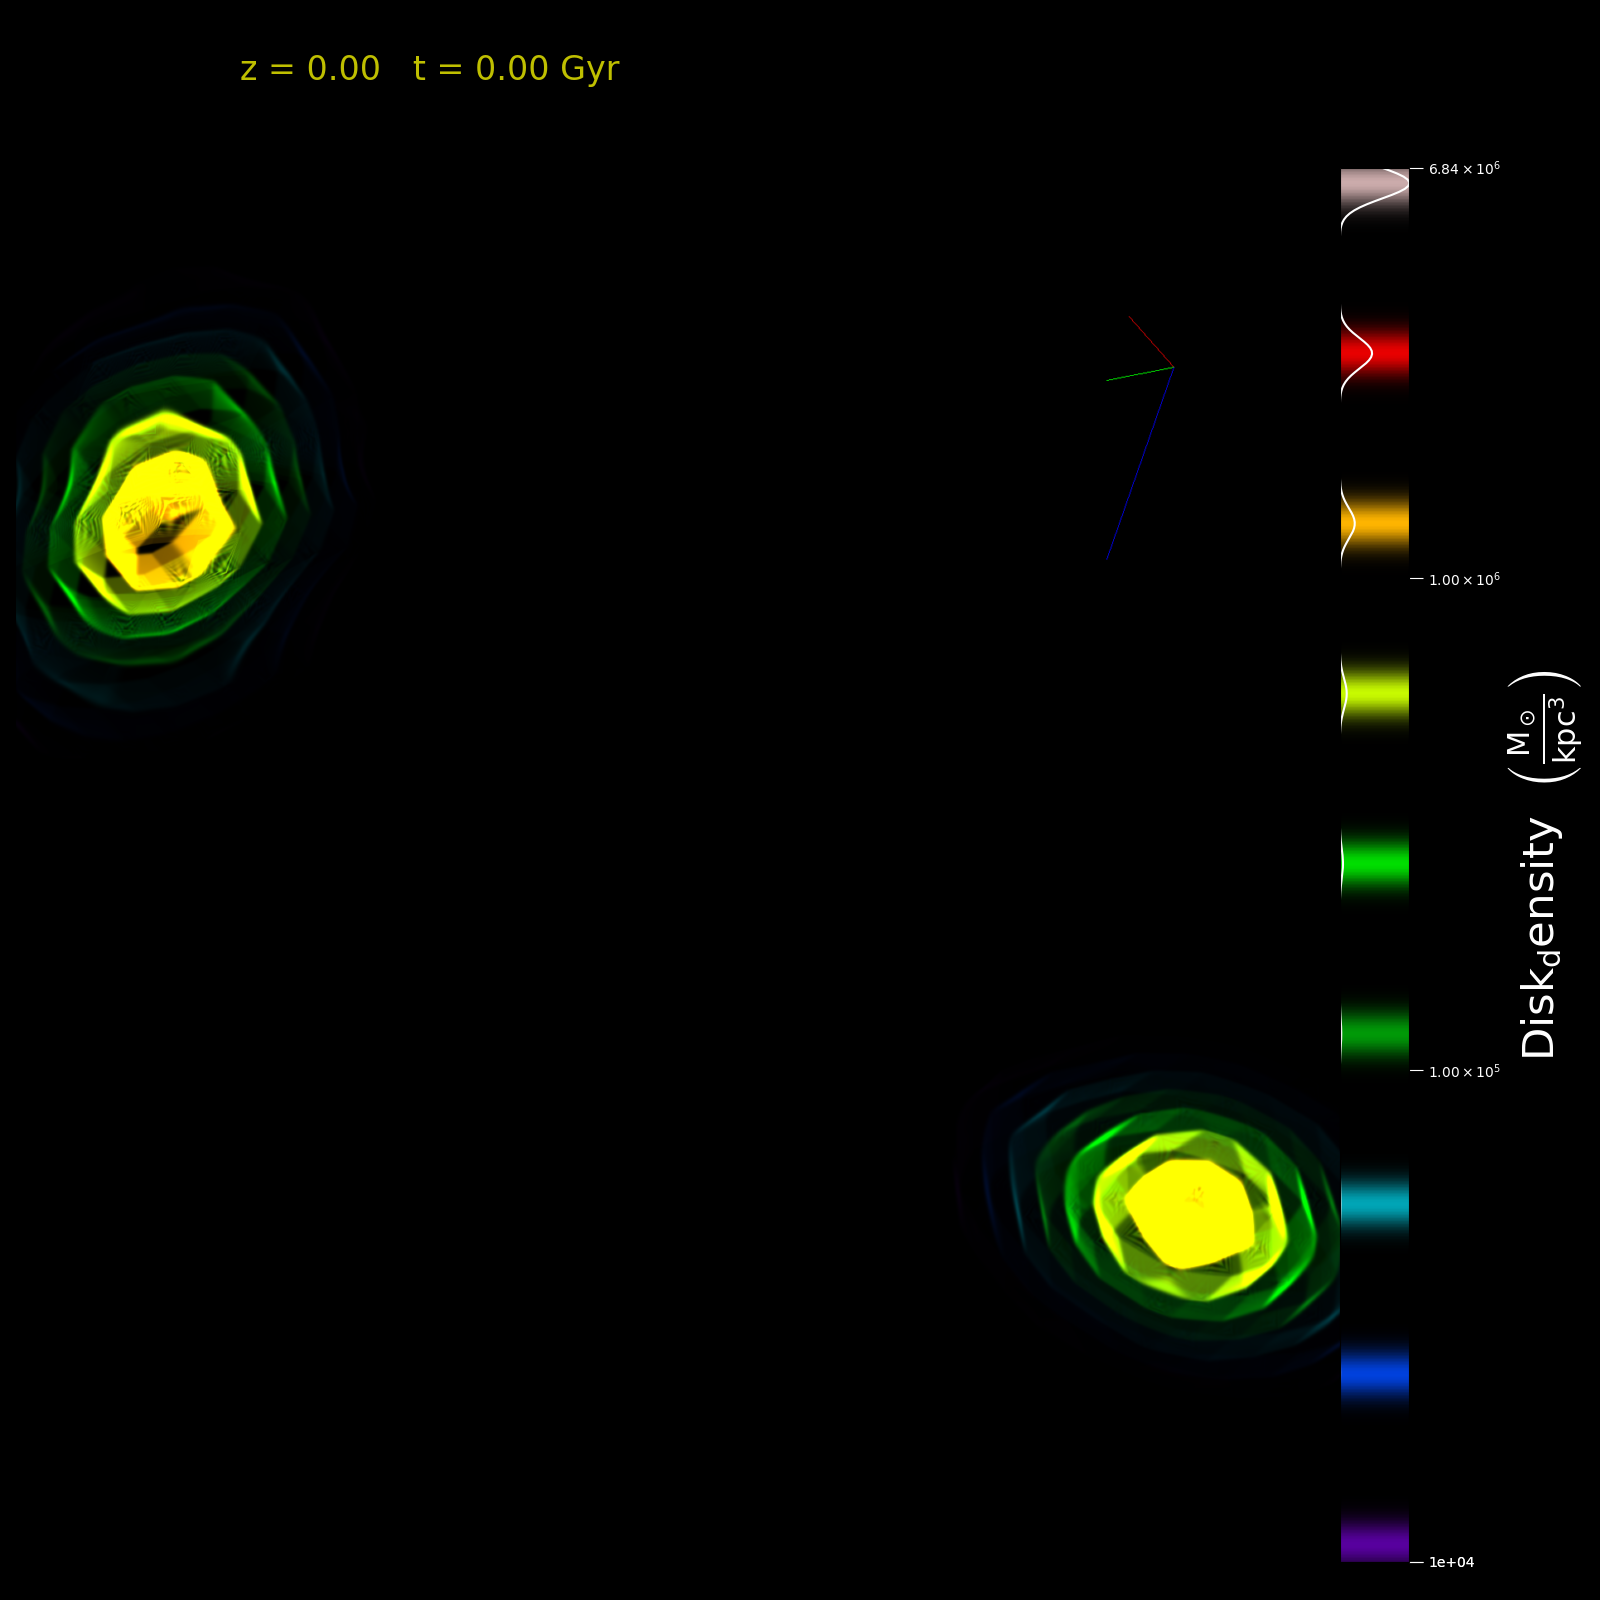 z = 0.00   t = 0.00 Gyr
6.84 × 10⁶
1.00 × 10⁶
1.00 × 10⁵
1e+04
Disk_density (M⊙/kpc³)